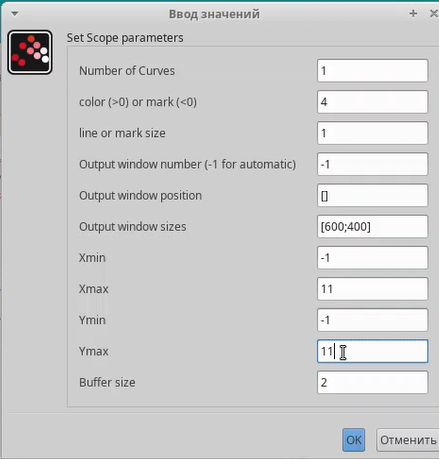 Ввод значений
Set Scope parameters
Number of Curves 1
color (>0) or mark (<0) 4
line or mark size 1
Output window number (-1 for automatic) -1
Output window position []
Output window sizes [600;400]
Xmin -1
Xmax 11
Ymin -1
Ymax 11
Buffer size 2
OK Отменить